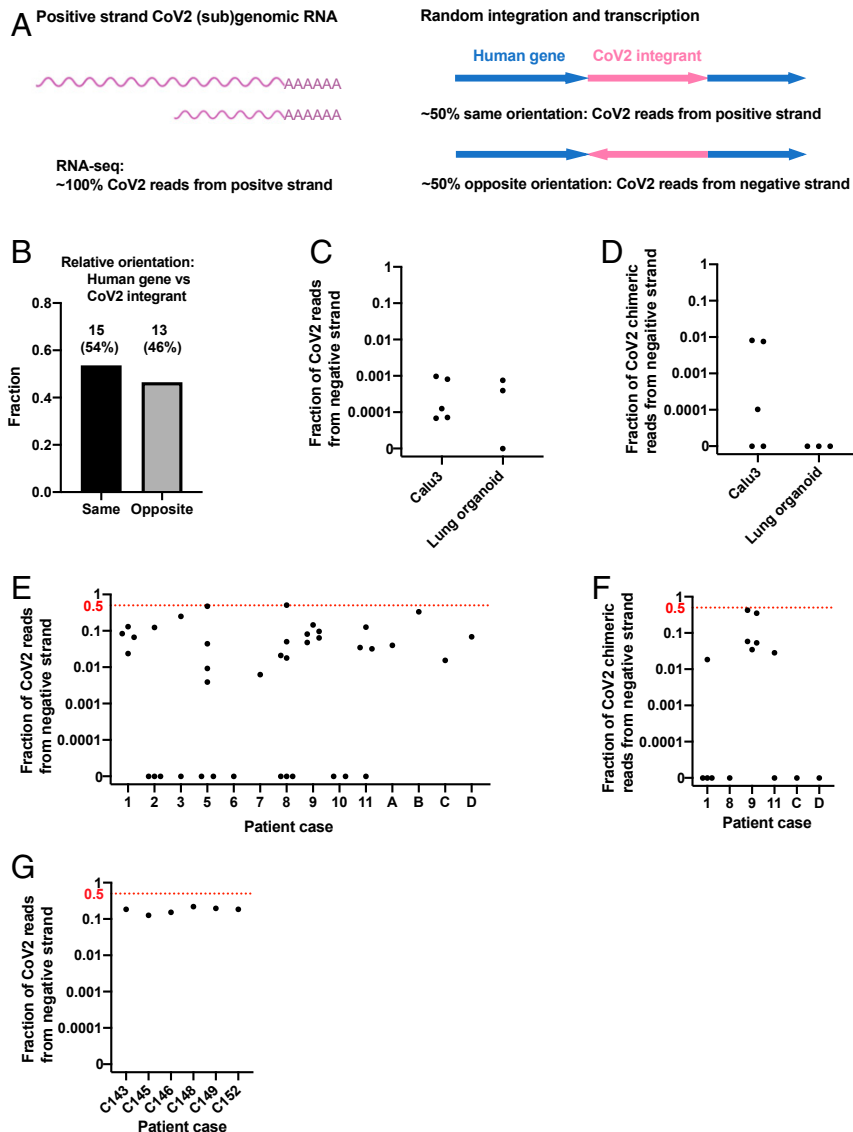 A
Positive strand CoV2 (sub)genomic RNA
AAAAAA
AAAAAA
RNA-seq:
~100% CoV2 reads from positve strand
Random integration and transcription
Human gene
CoV2 integrant
~50% same orientation: CoV2 reads from positive strand
~50% opposite orientation: CoV2 reads from negative strand
B
Relative orientation:
Human gene vs
CoV2 integrant
Fraction
0.8
0.6
0.4
0.2
0.0
15
(54%)
13
(46%)
Same
Opposite
C
Fraction of CoV2 reads
from negative strand
1
0.1
0.01
0.001
0.0001
0
Calu3
Lung organoid
D
Fraction of CoV2 chimeric
reads from negaitive strand
1
0.1
0.01
0.001
0.0001
0
Calu3
Lung organoid
E
Fraction of CoV2 reads
from negative strand
1
0.5
0.1
0.01
0.001
0.0001
0
1 2 3 5 6 7 8 9 10 11 A B C D
Patient case
F
Fraction of CoV2 chimeric
reads from negative strand
1
0.5
0.1
0.01
0.001
0.0001
0
1 8 9 11 C D
Patient case
G
Fraction of CoV2 reads
from negative strand
1
0.5
0.1
0.01
0.001
0.0001
0
C143 C145 C146 C148 C149 C152
Patient case